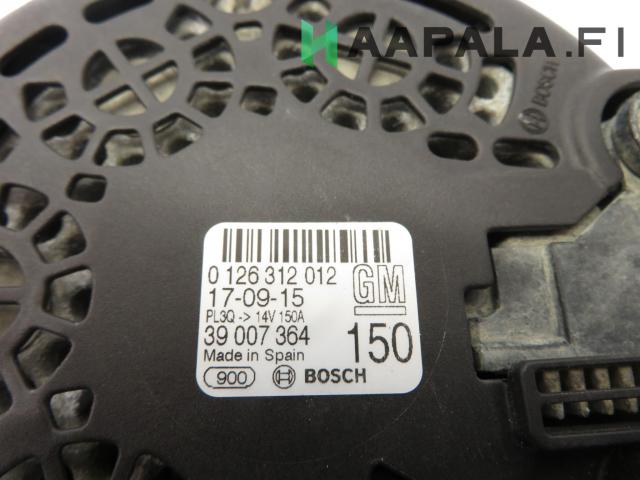 HAAPALA.FI
BOSCH
0 126 312 012
17-09-15
GM
PL3Q -> 14V 150A
39 007 364
150
Made in Spain
900
BOSCH